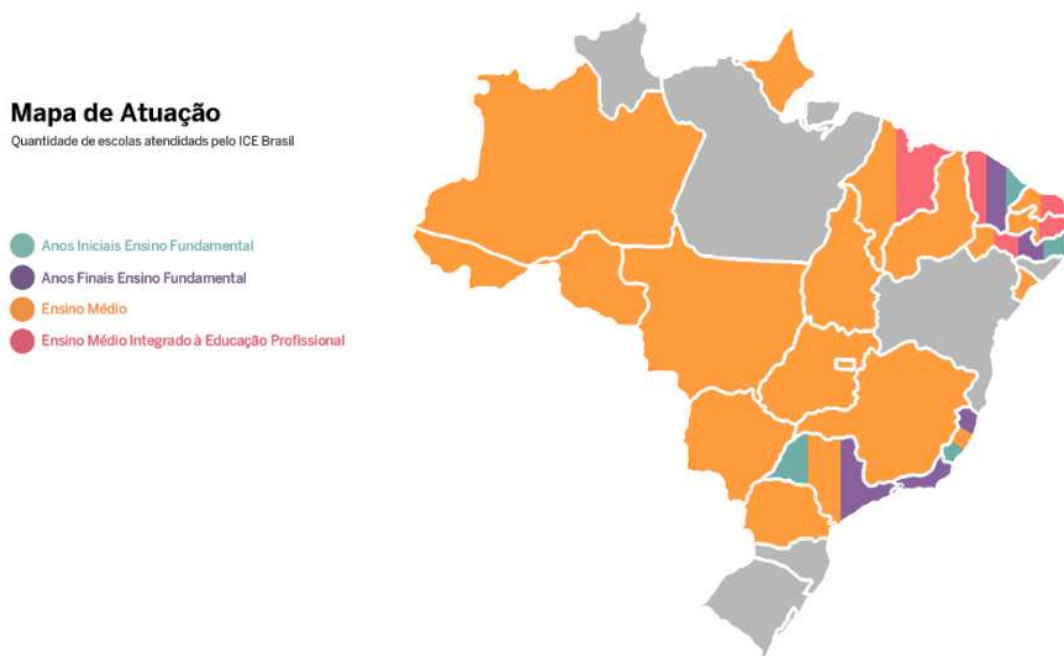 Mapa de Atuação
Quantidade de escolas atendidads pelo ICE Brasil
Anos Iniciais Ensino Fundamental
Anos Finais Ensino Fundamental
Ensino Médio
Ensino Médio Integrado à Educação Profissional